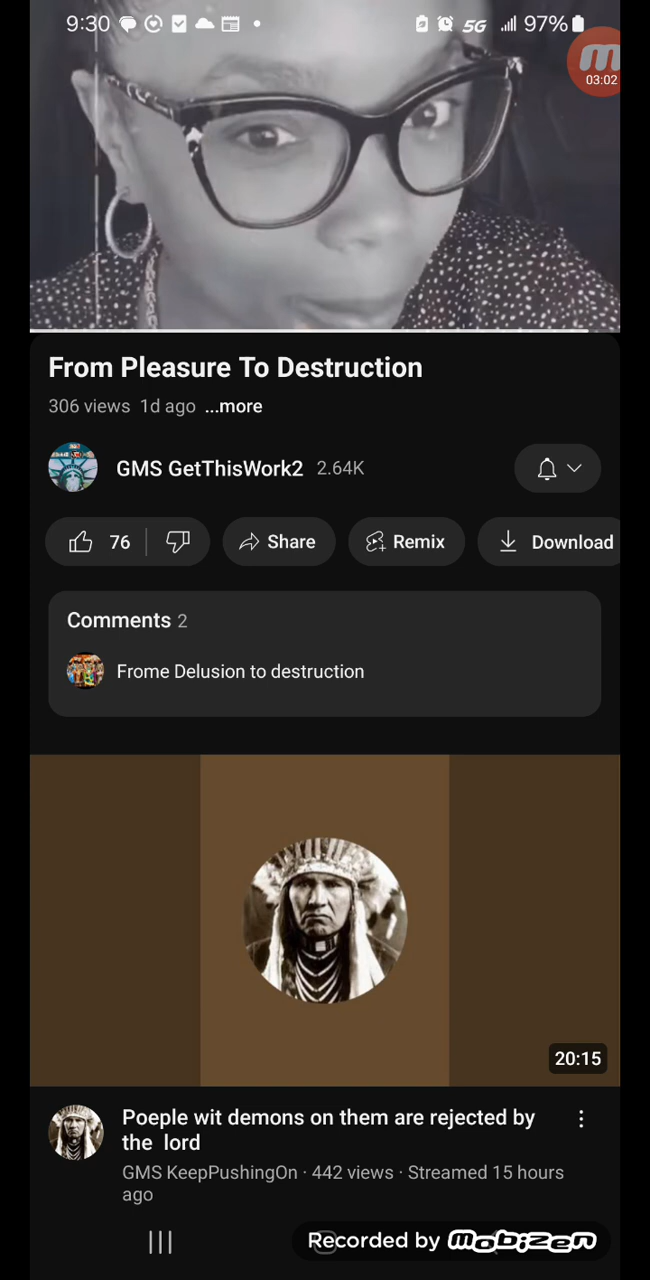 9:30
5G
97%
03:02
From Pleasure To Destruction
306 views 1d ago ...more
GMS GetThisWork2 2.64K
76 Share Remix Download
Comments 2
Frome Delusion to destruction
20:15
Poeple wit demons on them are rejected by
the lord
GMS KeepPushingOn · 442 views · Streamed 15 hours
ago
Recorded by mobizen